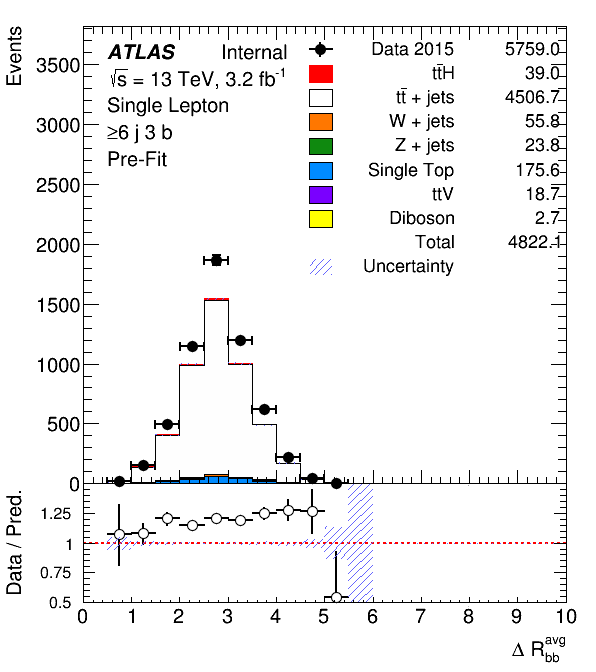 Events
3500
3000
2500
2000
1500
1000
500
0
ATLAS Internal
√s = 13 TeV, 3.2 fb⁻¹
Single Lepton
≥6 j 3 b
Pre-Fit
Data 2015 5759.0
tt̄H 39.0
tt̄ + jets 4506.7
W + jets 55.8
Z + jets 23.8
Single Top 175.6
ttV 18.7
Diboson 2.7
Total 4822.1
Uncertainty
Data / Pred.
1.25
1
0.75
0.5
0 1 2 3 4 5 6 7 8 9 10
Δ R_bb^avg